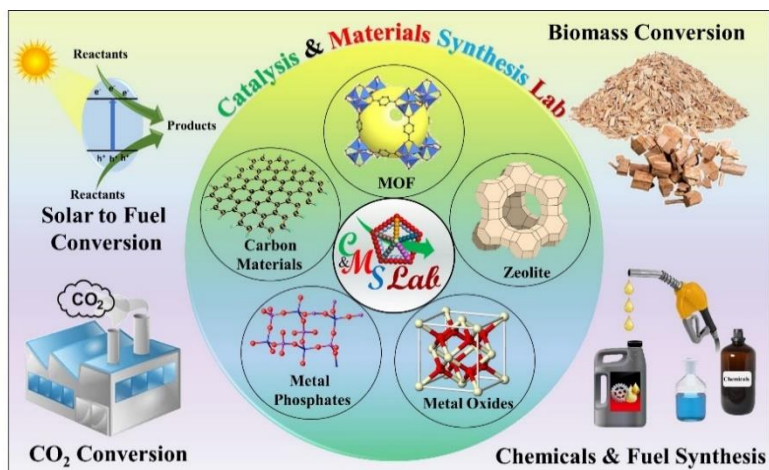 Catalysis & Materials Synthesis Lab
Reactants
e- e- e-
Products
h+ h+ h+
Reactants
Solar to Fuel
Conversion
Biomass Conversion
MOF
Carbon
Materials
Zeolite
C
&MS Lab
Metal
Phosphates
Metal Oxides
CO2
CO2 Conversion
Chemicals
Chemicals & Fuel Synthesis